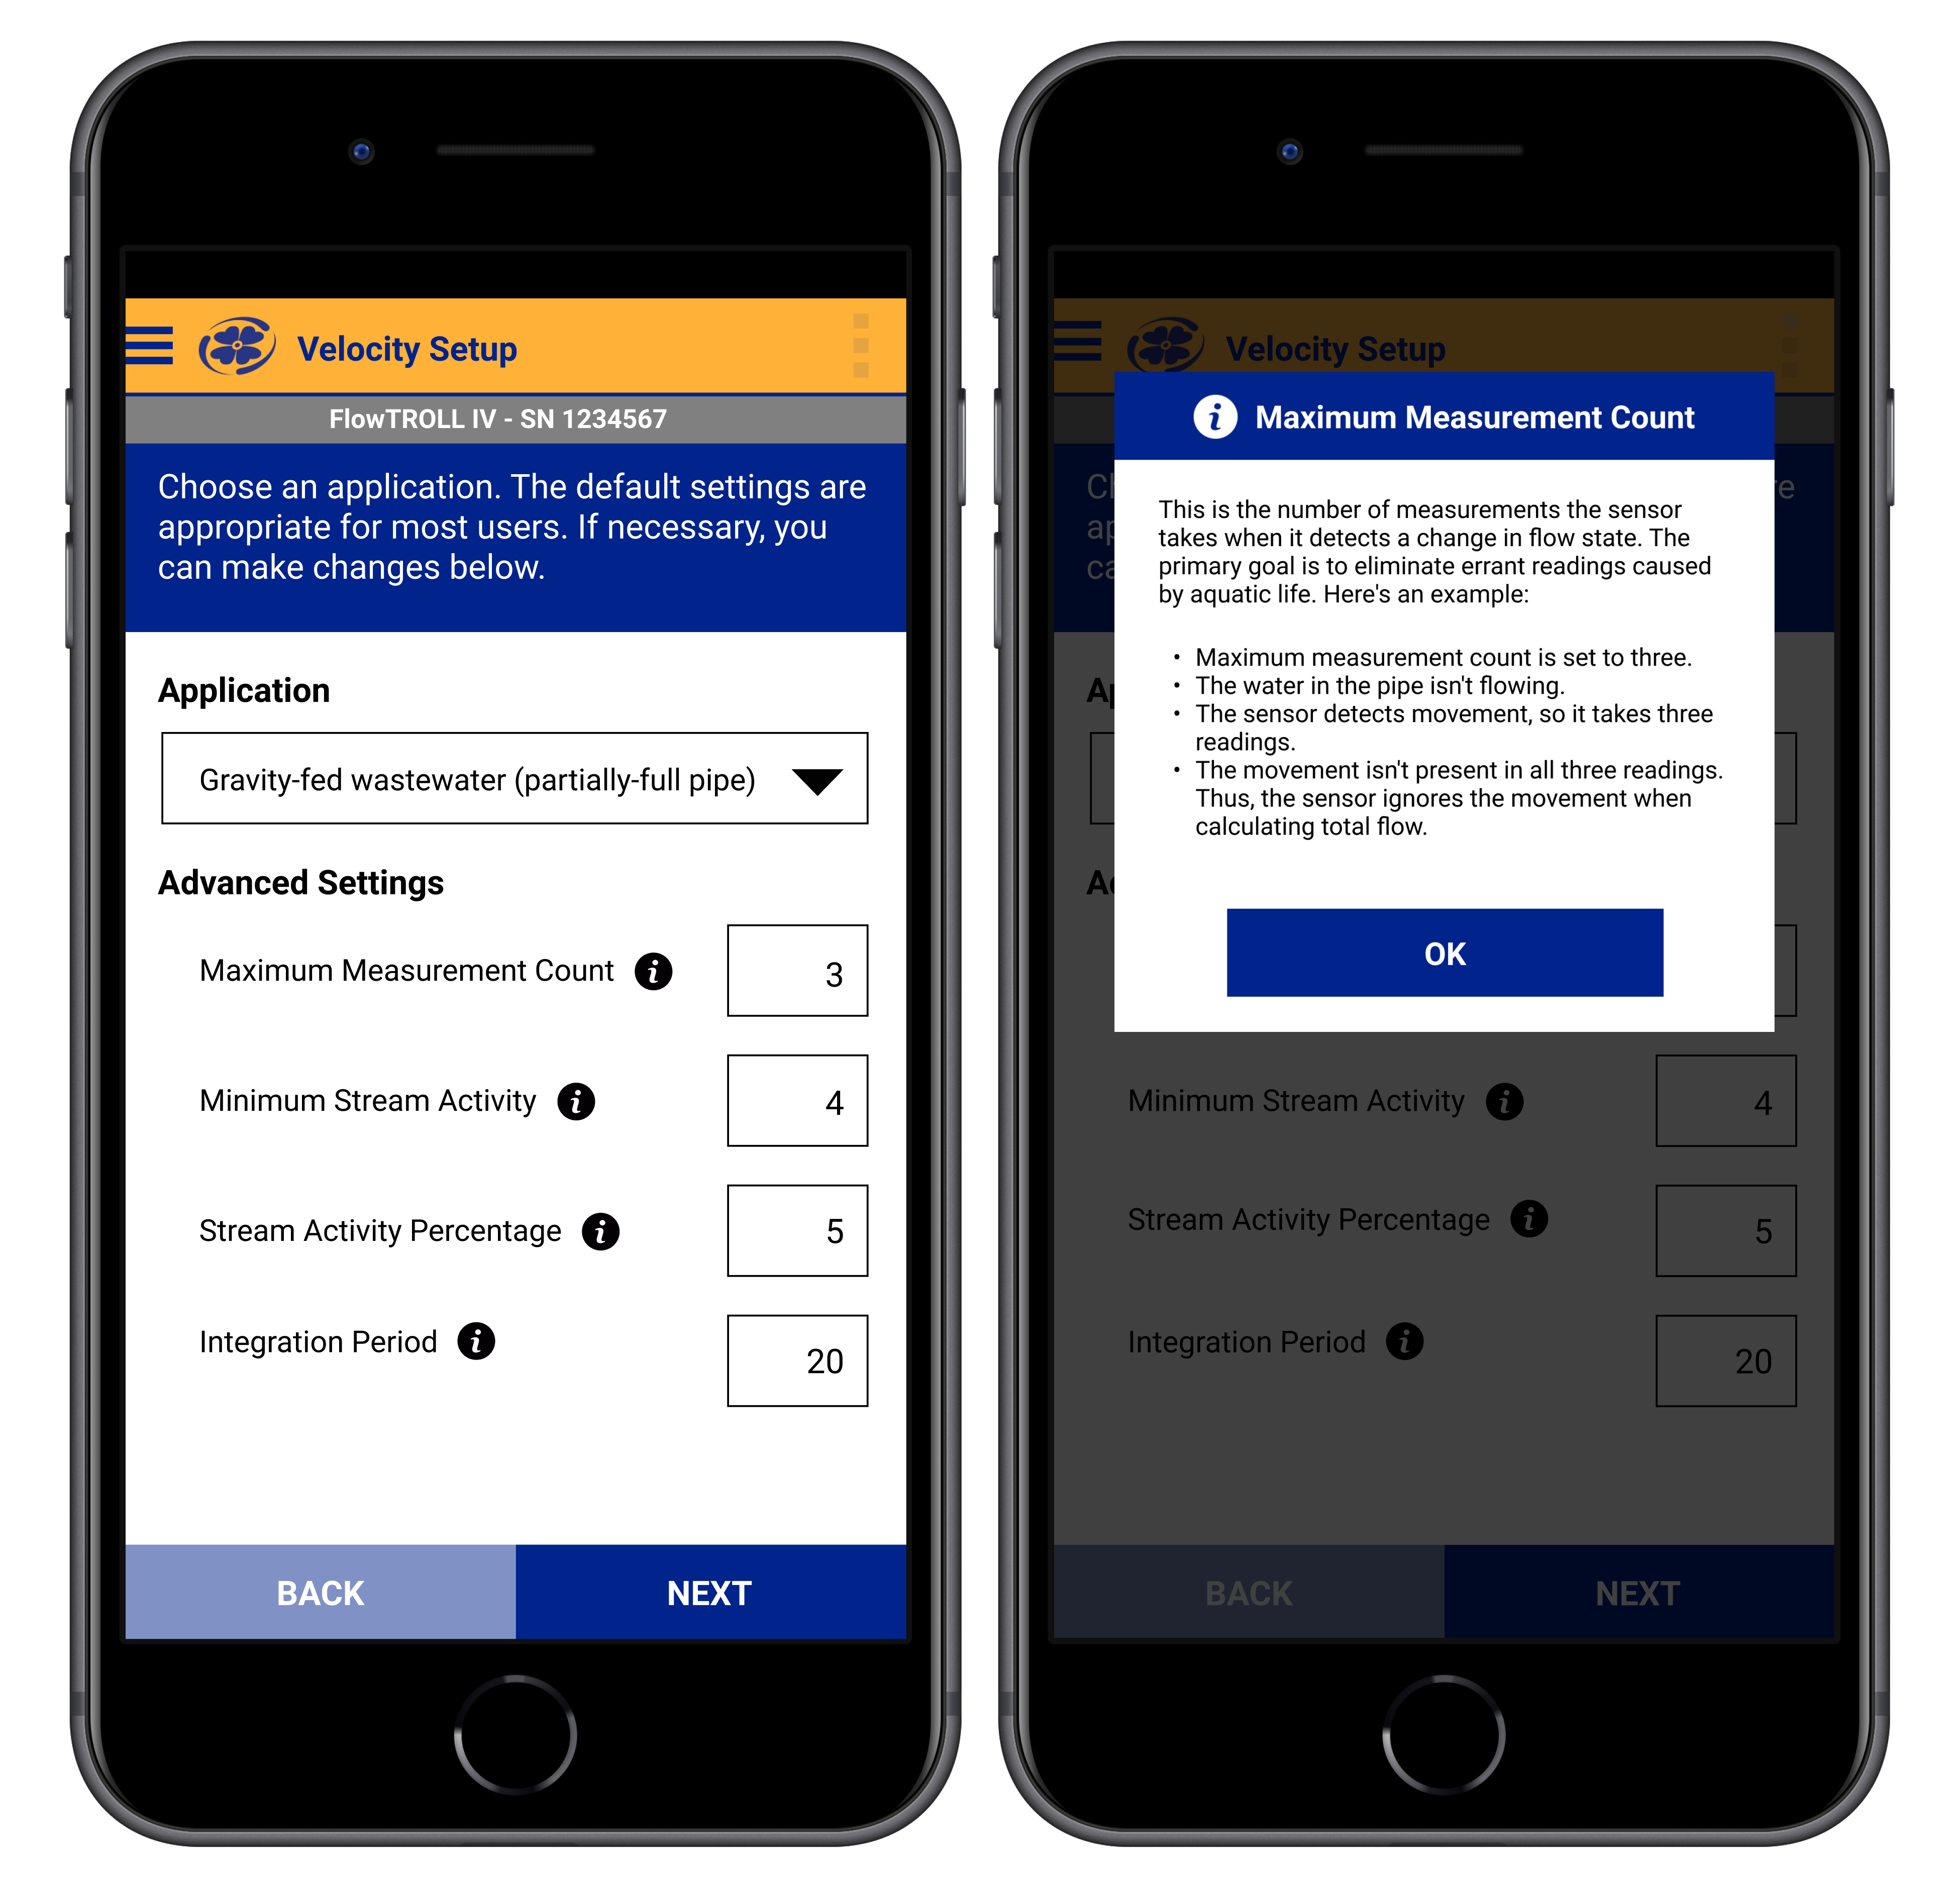 Velocity Setup
FlowTROLL IV - SN 1234567
Choose an application. The default settings are
appropriate for most users. If necessary, you
can make changes below.
Application
Gravity-fed wastewater (partially-full pipe)
Advanced Settings
Maximum Measurement Count i 3
Minimum Stream Activity i 4
Stream Activity Percentage i 5
Integration Period i 20
BACK NEXT
Velocity Setup
i Maximum Measurement Count
This is the number of measurements the sensor
takes when it detects a change in flow state. The
primary goal is to eliminate errant readings caused
by aquatic life. Here's an example:
• Maximum measurement count is set to three.
• The water in the pipe isn't flowing.
• The sensor detects movement, so it takes three
readings.
• The movement isn't present in all three readings.
Thus, the sensor ignores the movement when
calculating total flow.
OK
Minimum Stream Activity i 4
Stream Activity Percentage i 5
Integration Period i 20
BACK NEXT